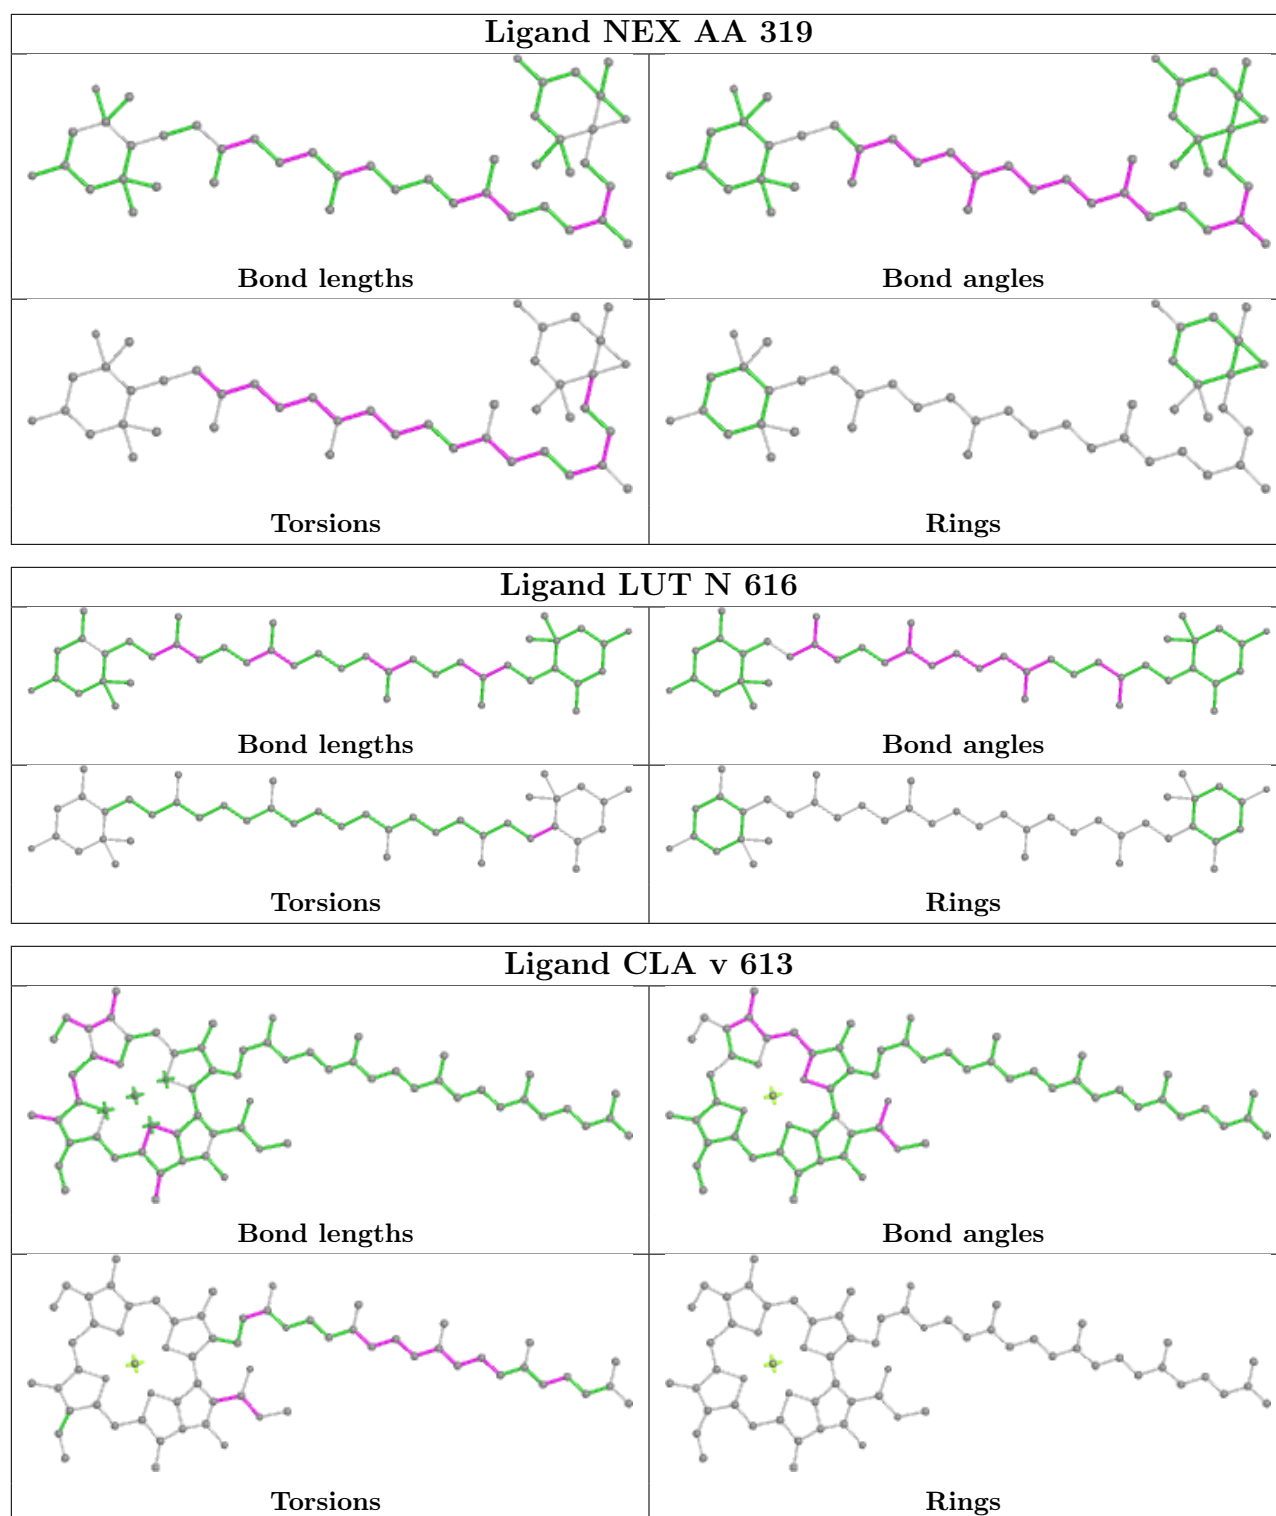 Ligand NEX AA 319
Bond lengths
Bond angles
Torsions
Rings
Ligand LUT N 616
Bond lengths
Bond angles
Torsions
Rings
Ligand CLA v 613
Bond lengths
Bond angles
Torsions
Rings